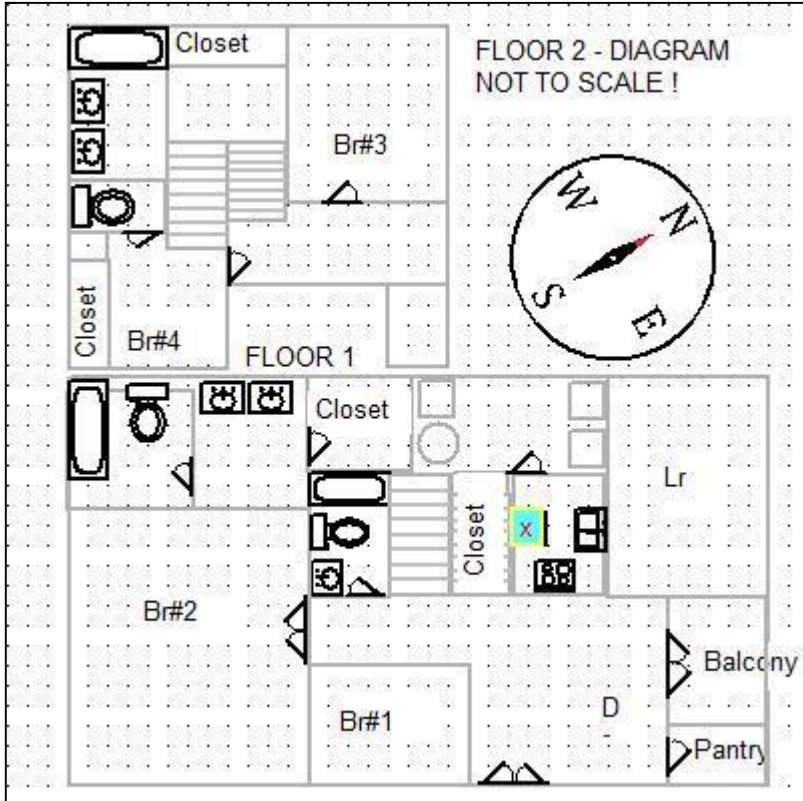 Closet
FLOOR 2 - DIAGRAM
NOT TO SCALE !
Br#3
W
N
S
E
Closet
Br#4
FLOOR 1
Closet
Lr
Closet
x
Br#2
Balcony
Br#1
D
Pantry